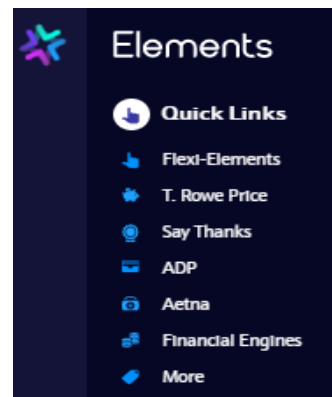 Elements
Quick Links
Flexi-Elements
T. Rowe Price
Say Thanks
ADP
Aetna
Financial Engines
More